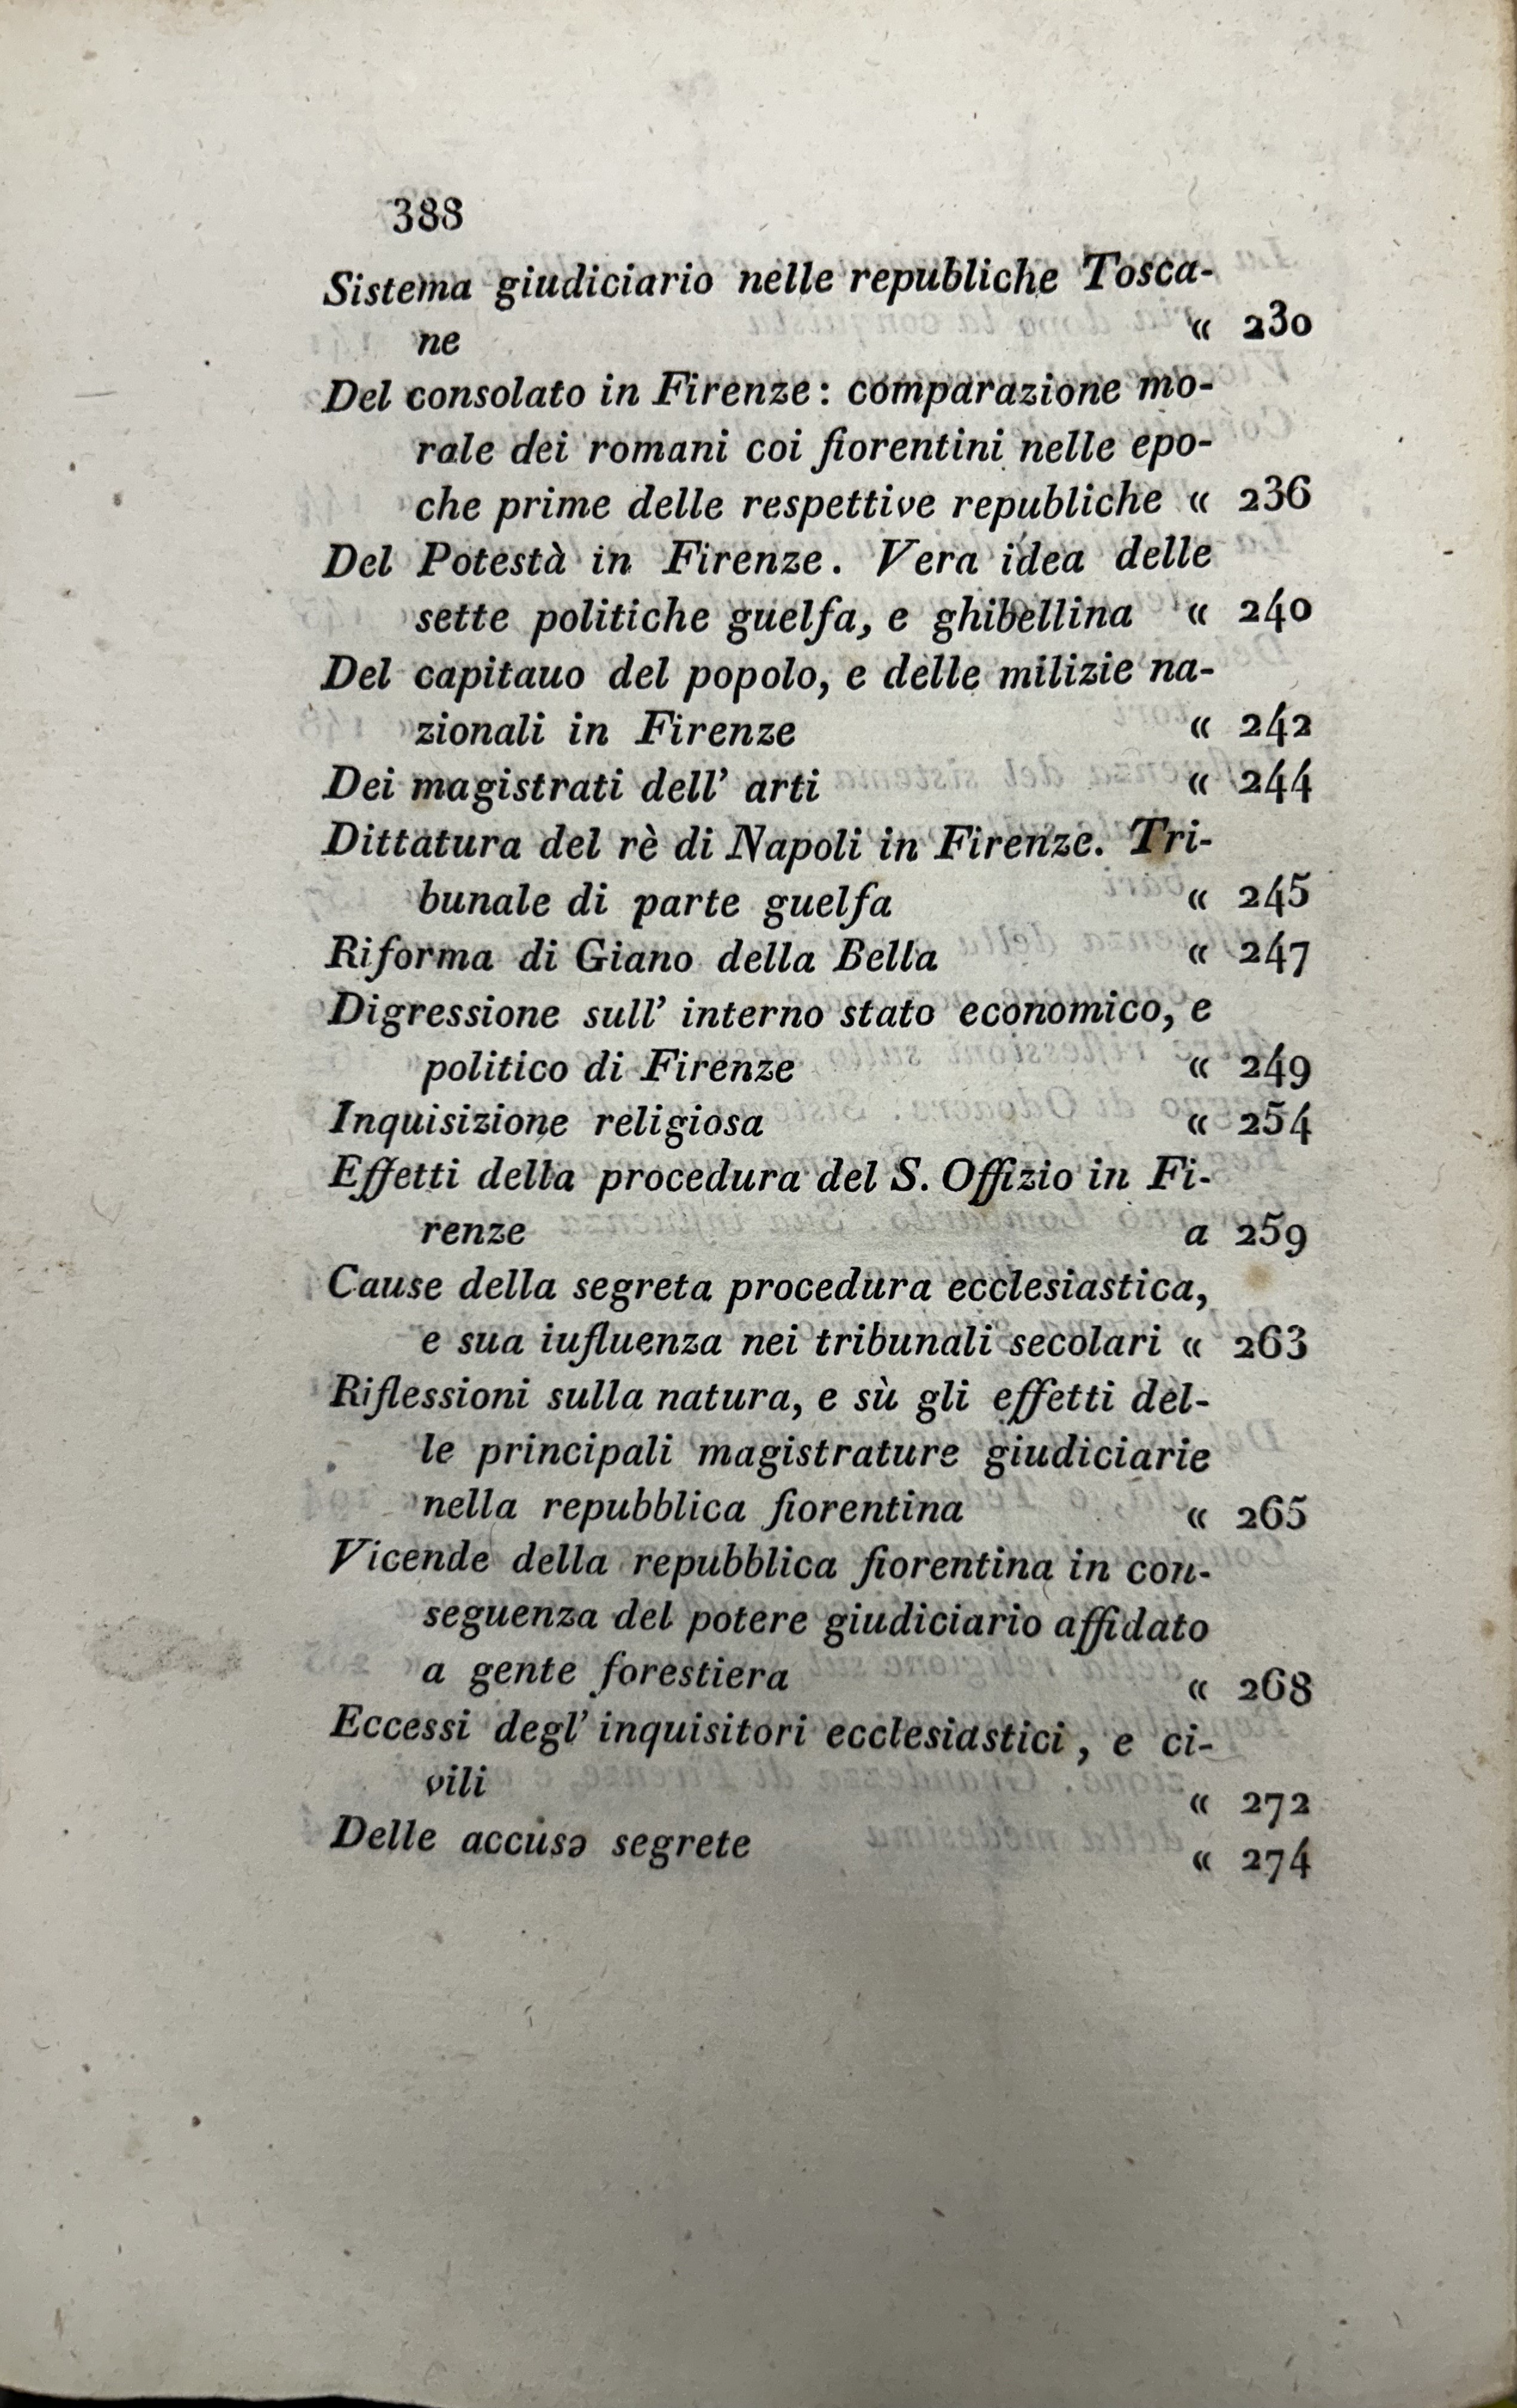 388
Sistema giudiciario nelle republiche Tosca-
ne « 230
Del consolato in Firenze : comparazione mo-
rale dei romani coi fiorentini nelle epo-
che prime delle respettive republiche « 236
Del Potestà in Firenze. Vera idea delle
sette politiche guelfa, e ghibellina « 240
Del capitauo del popolo, e delle milizie na-
zionali in Firenze « 242
Dei magistrati dell' arti « 244
Dittatura del rè di Napoli in Firenze. Tri-
bunale di parte guelfa « 245
Riforma di Giano della Bella « 247
Digressione sull' interno stato economico, e
politico di Firenze « 249
Inquisizione religiosa « 254
Effetti della procedura del S. Offizio in Fi-
renze a 259
Cause della segreta procedura ecclesiastica,
e sua iufluenza nei tribunali secolari « 263
Riflessioni sulla natura, e sù gli effetti del-
le principali magistrature giudiciarie
nella repubblica fiorentina « 265
Vicende della repubblica fiorentina in con-
seguenza del potere giudiciario affidato
a gente forestiera « 268
Eccessi degl' inquisitori ecclesiastici , e ci-
vili « 272
Delle accusǝ segrete « 274